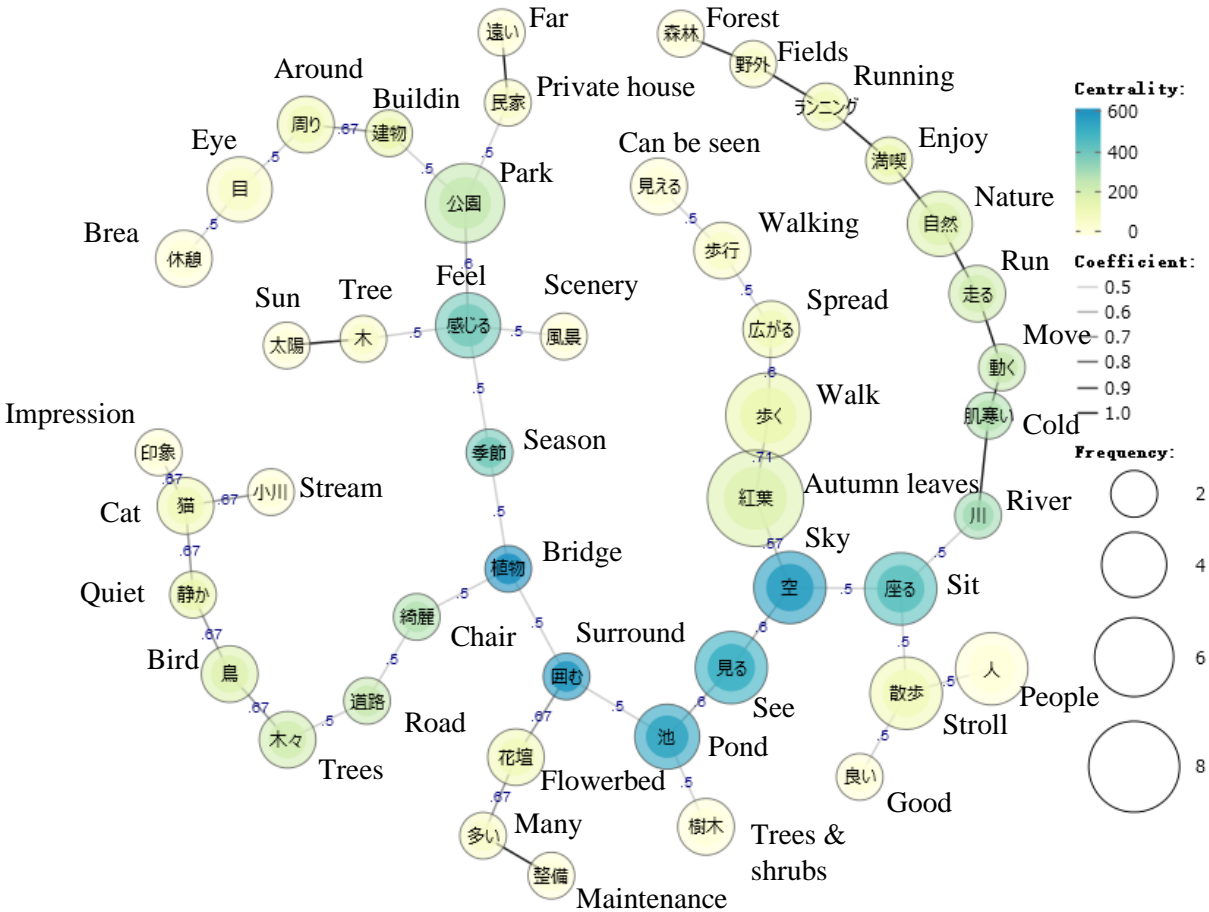 Far
遠い
Forest
森林
Fields
野外
Running
ランニング
Around
周り
Buildin
建物
Private house
民家
Eye
目
.67
.5
.5
.5
Can be seen
見える
Enjoy
満喫
Park
公園
Nature
自然
Brea
休憩
.5
.5
Walking
歩行
Run
走る
.6
Sun
太陽
Tree
木
Feel
感じる
Scenery
風景
.5
.5
.5
Spread
広がる
Move
動く
.5
.6
Walk
歩く
肌寒い
Cold
Impression
印象
Season
季節
.67
Cat
猫
.67
小川
Stream
.71
Autumn leaves
紅葉
River
川
.5
.67
.57
Sky
空
Bridge
植物
Quiet
静か
.5
Sit
座る
.5
綺麗
Chair
.5
Surround
囲む
.67
Bird
鳥
.5
.6
See
見る
.5
散歩
Stroll
.5
人
People
.67
道路
Road
.5
木々
Trees
.67
.5
.6
池
Pond
花壇
Flowerbed
.5
.5
良い
Good
.67
多い
Many
樹木
Trees &
shrubs
整備
Maintenance
Centrality:
600
400
200
0
Coefficient:
0.5
0.6
0.7
0.8
0.9
1.0
Frequency:
2
4
6
8